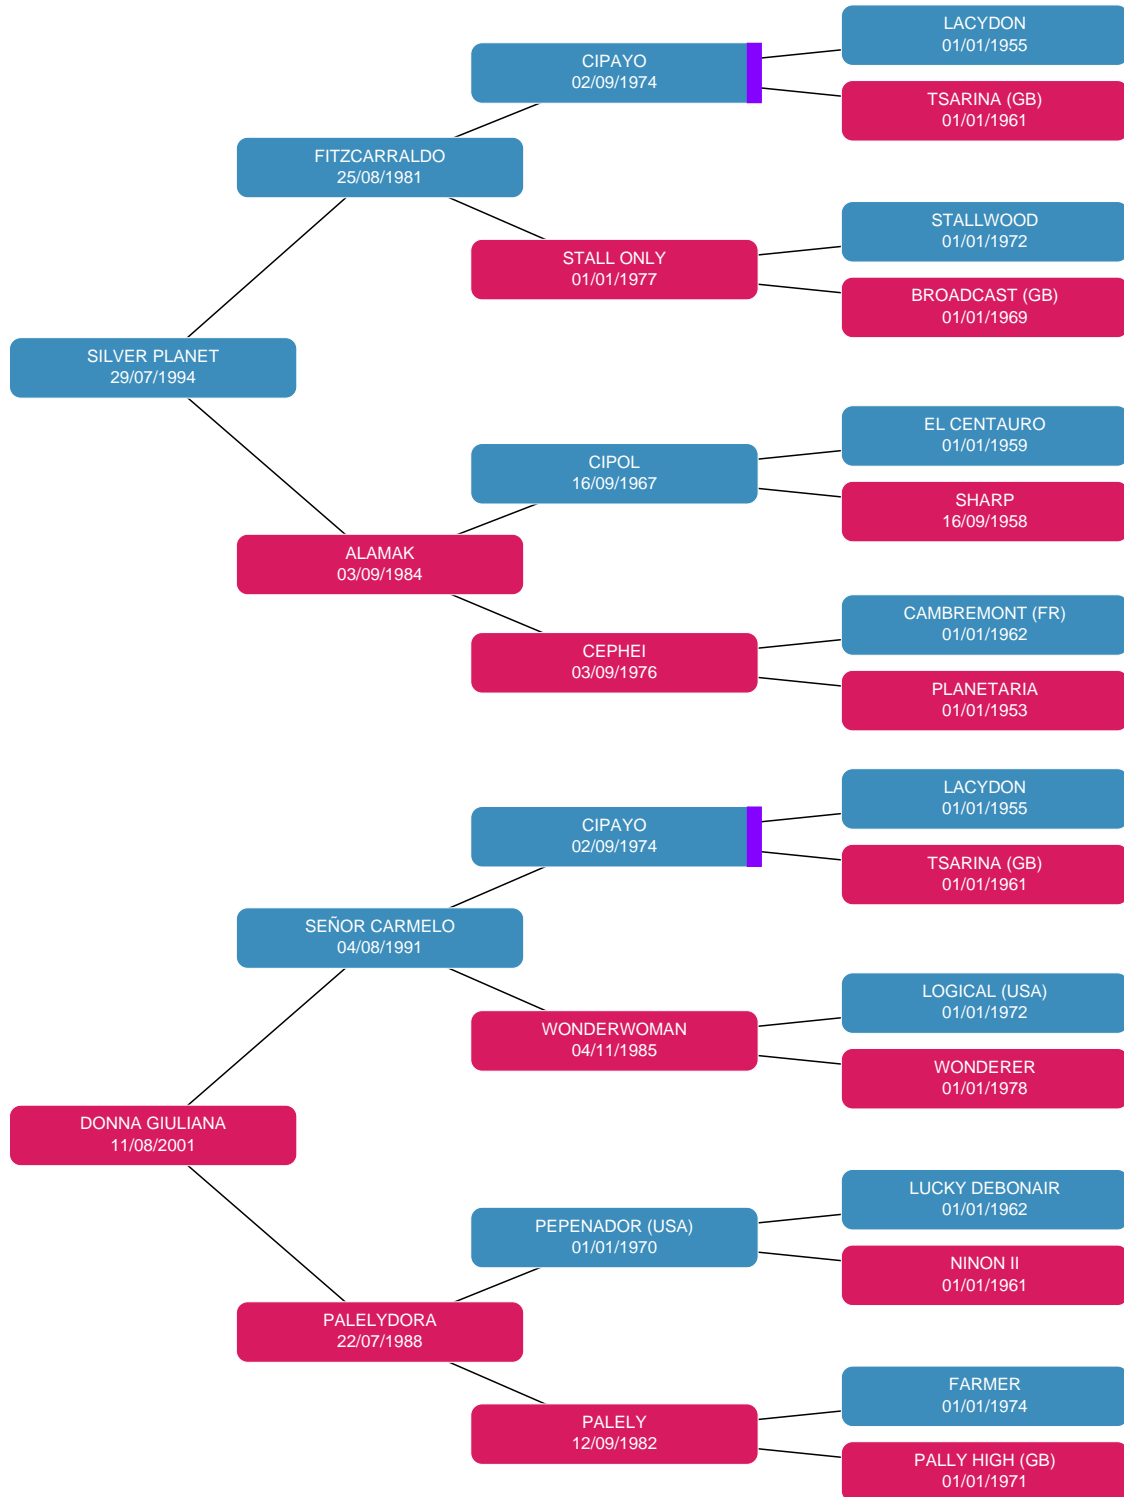 LACYDON
01/01/1955
CIPAYO
02/09/1974
TSARINA (GB)
01/01/1961
FITZCARRALDO
25/08/1981
STALLWOOD
01/01/1972
STALL ONLY
01/01/1977
BROADCAST (GB)
01/01/1969
SILVER PLANET
29/07/1994
EL CENTAURO
01/01/1959
CIPOL
16/09/1967
SHARP
16/09/1958
ALAMAK
03/09/1984
CAMBREMONT (FR)
01/01/1962
CEPHEI
03/09/1976
PLANETARIA
01/01/1953
LACYDON
01/01/1955
CIPAYO
02/09/1974
TSARINA (GB)
01/01/1961
SEÑOR CARMELO
04/08/1991
LOGICAL (USA)
01/01/1972
WONDERWOMAN
04/11/1985
WONDERER
01/01/1978
DONNA GIULIANA
11/08/2001
LUCKY DEBONAIR
01/01/1962
PEPENADOR (USA)
01/01/1970
NINON II
01/01/1961
PALELYDORA
22/07/1988
FARMER
01/01/1974
PALELY
12/09/1982
PALLY HIGH (GB)
01/01/1971